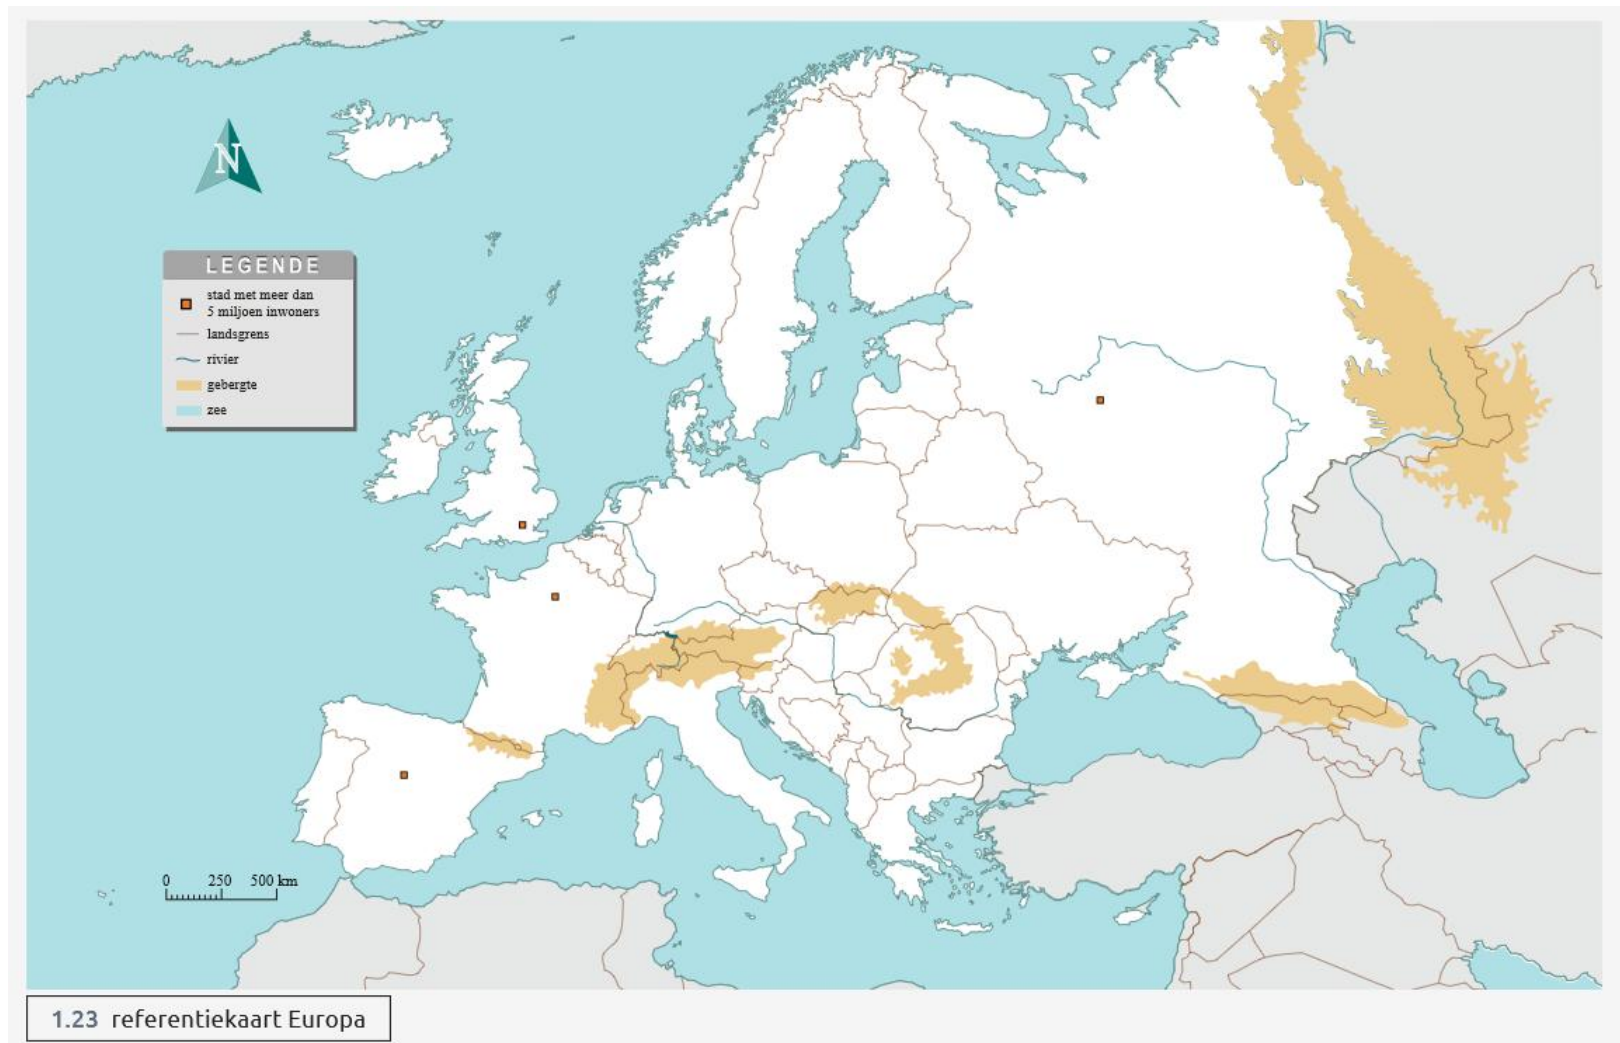 N
LEGENDE
stad met meer dan
5 miljoen inwoners
landsgrens
rivier
gebergte
zee
0 250 500 km
1.23 referentiekaart Europa